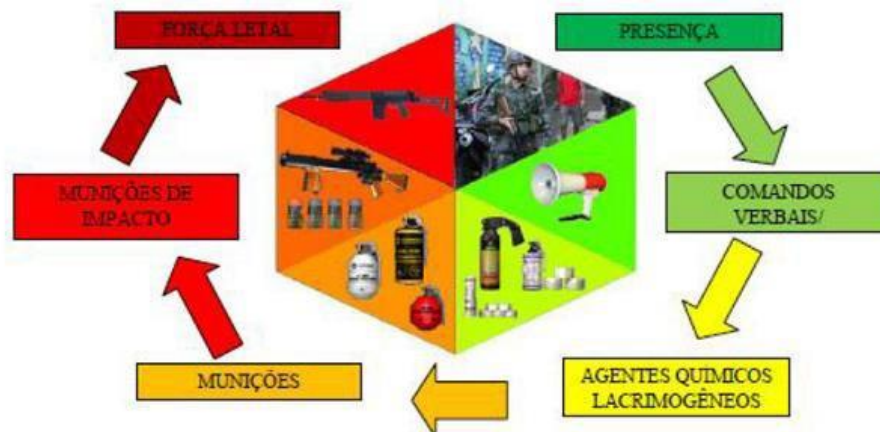 FORÇA LETAL
PRESENÇA
MUNIÇÕES DE
IMPACTO
COMANDOS
VERBAIS/
MUNIÇÕES
AGENTES QUÍMICOS
LACRIMOGÊNEOS